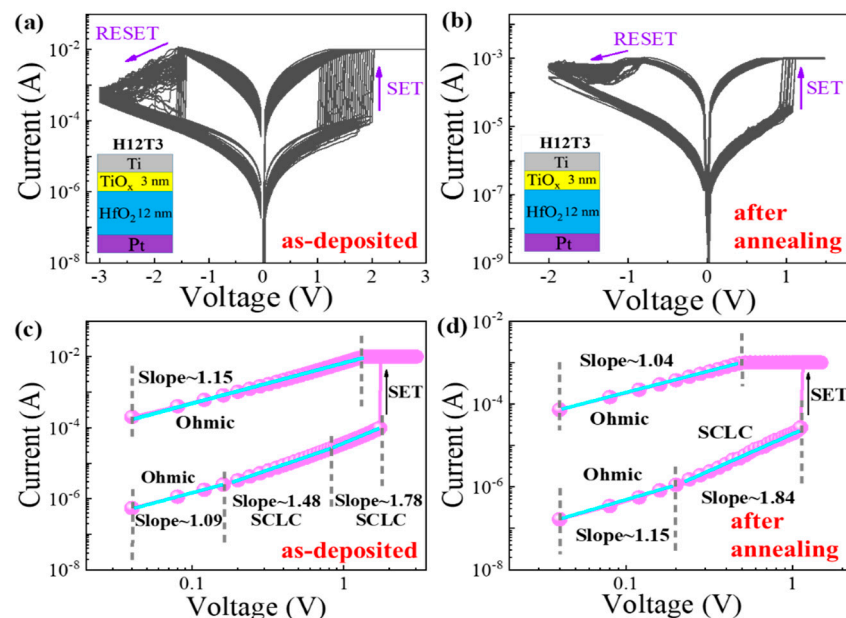 (a)
RESET
SET
H12T3
Ti
TiOx 3 nm
HfO2 12 nm
Pt
as-deposited
Current (A)
10-2
10-4
10-6
10-8
-3 -2 -1 0 1 2 3
Voltage (V)
(b)
RESET
SET
H12T3
Ti
TiOx 3 nm
HfO2 12 nm
Pt
after
annealing
Current (A)
10-3
10-5
10-7
10-9
-2 -1 0 1
Voltage (V)
(c)
Slope~1.15
Ohmic
SET
Ohmic
Slope~1.09
Slope~1.48
SCLC
Slope~1.78
SCLC
as-deposited
Current (A)
100
10-2
10-4
10-6
10-8
0.1 1
Voltage (V)
(d)
Slope~1.04
Ohmic
SET
SCLC
Ohmic
Slope~1.84
Slope~1.15
after
annealing
Current (A)
10-2
10-4
10-6
10-8
0.1 1
Voltage (V)